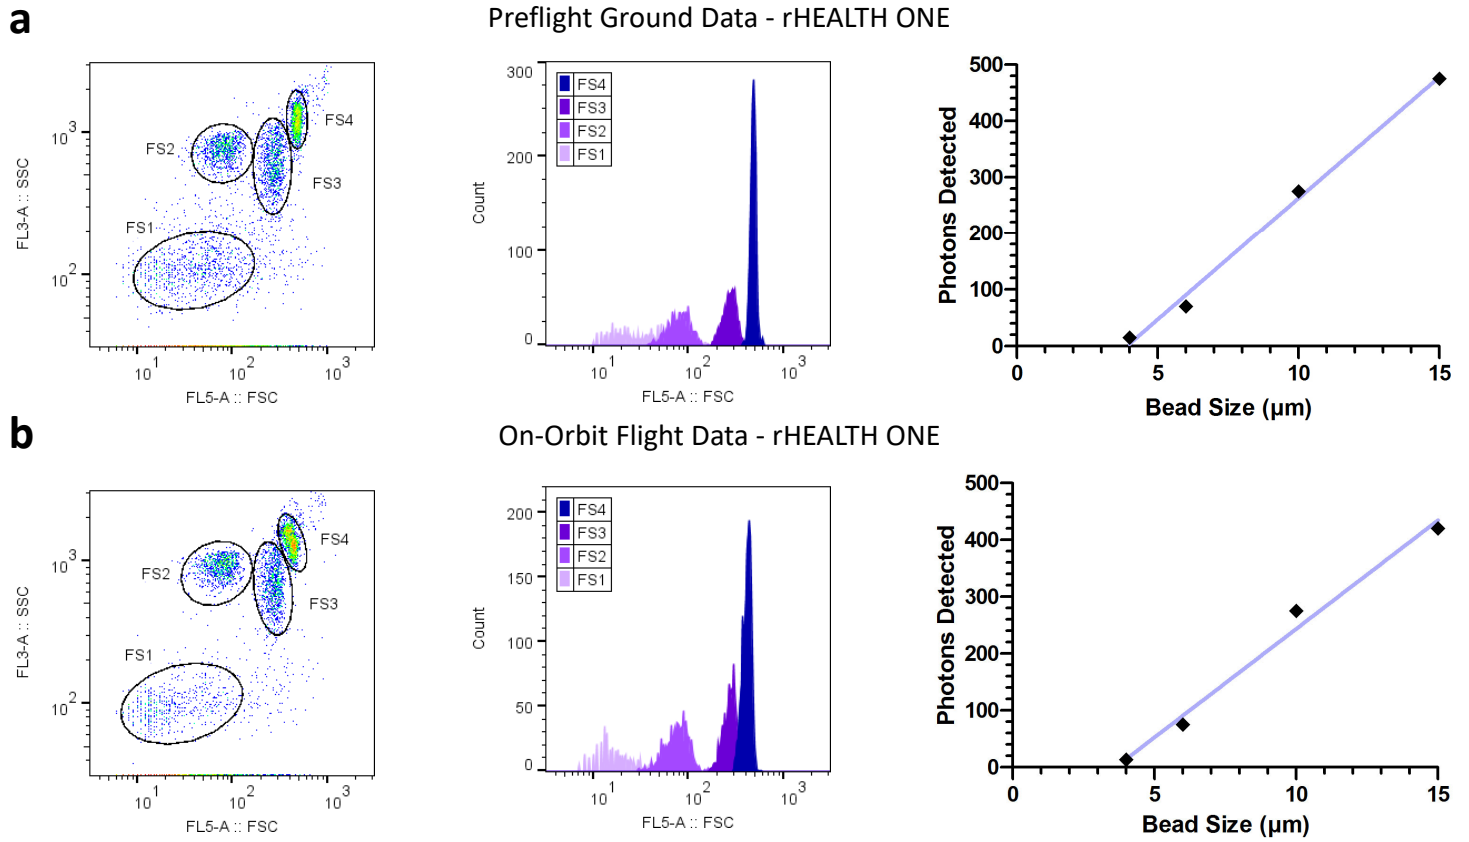 a
Preflight Ground Data - rHEALTH ONE
FL3-A :: SSC
10^3
10^2
FS2
FS4
FS3
FS1
10^1 10^2 10^3
FL5-A :: FSC
Count
300
200
100
0
FS4
FS3
FS2
FS1
10^1 10^2 10^3
FL5-A :: FSC
Photons Detected
500
400
300
200
100
0
0 5 10 15
Bead Size (µm)
b
On-Orbit Flight Data - rHEALTH ONE
FL3-A :: SSC
10^3
10^2
FS4
FS2
FS3
FS1
10^1 10^2 10^3
FL5-A :: FSC
Count
200
150
100
50
0
FS4
FS3
FS2
FS1
10^1 10^2 10^3
FL5-A :: FSC
Photons Detected
500
400
300
200
100
0
0 5 10 15
Bead Size (µm)